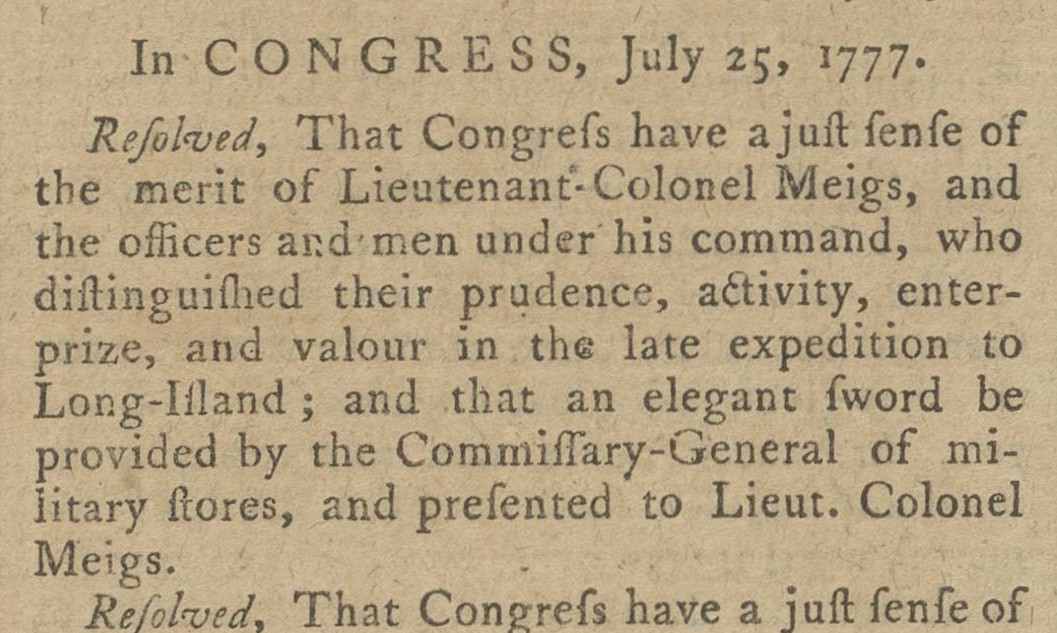 In CONGRESS, July 25, 1777.
Reſolved, That Congreſs have a juſt ſenſe of
the merit of Lieutenant-Colonel Meigs, and
the officers and men under his command, who
diſtinguiſhed their prudence, activity, enter-
prize, and valour in the late expedition to
Long-Iſland ; and that an elegant ſword be
provided by the Commiſſary-General of mi-
litary ſtores, and preſented to Lieut. Colonel
Meigs.
Reſolved, That Congreſs have a juſt ſenſe of